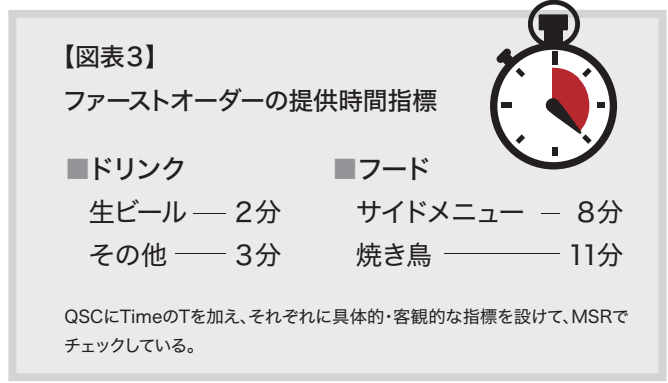 【図表3】
ファーストオーダーの提供時間指標
■ドリンク
生ビール — 2分
その他 —— 3分
■フード
サイドメニュー — 8分
焼き鳥 ———— 11分
QSCにTimeのTを加え、それぞれに具体的・客観的な指標を設けて、MSRで
チェックしている。